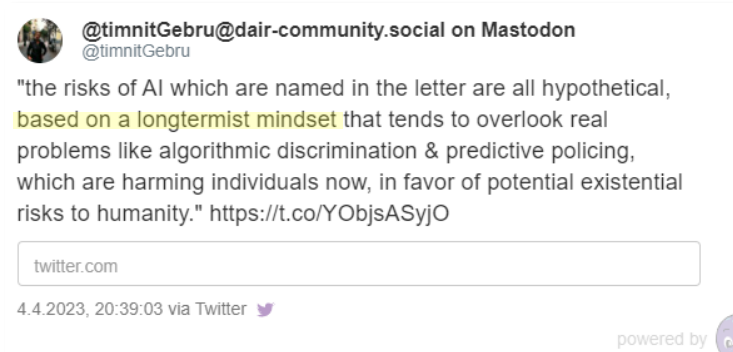 @timnitGebru@dair-community.social on Mastodon
@timnitGebru
"the risks of AI which are named in the letter are all hypothetical,
based on a longtermist mindset that tends to overlook real
problems like algorithmic discrimination & predictive policing,
which are harming individuals now, in favor of potential existential
risks to humanity." https://t.co/YObjsASyjO
twitter.com
4.4.2023, 20:39:03 via Twitter
powered by